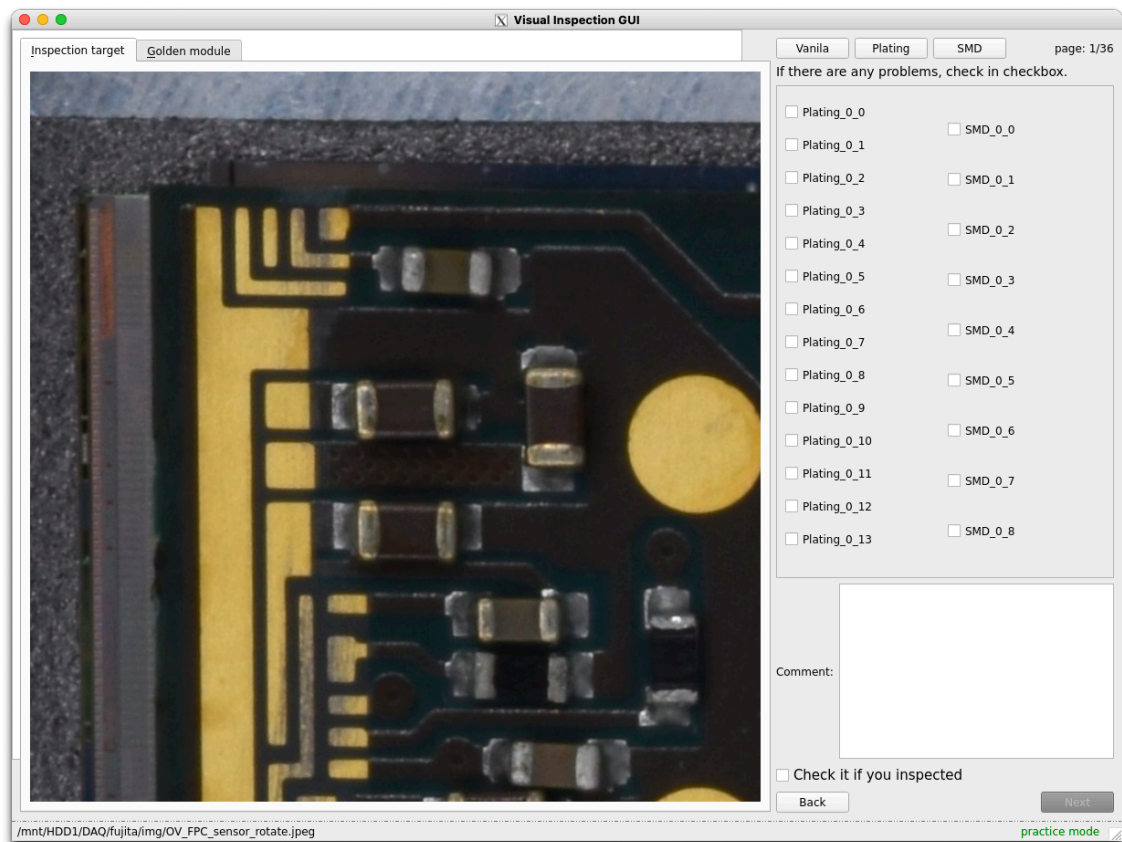 Visual Inspection GUI
Inspection target
Golden module
Vanila
Plating
SMD
page: 1/36
If there are any problems, check in checkbox.
Plating_0_0
Plating_0_1
Plating_0_2
Plating_0_3
Plating_0_4
Plating_0_5
Plating_0_6
Plating_0_7
Plating_0_8
Plating_0_9
Plating_0_10
Plating_0_11
Plating_0_12
Plating_0_13
SMD_0_0
SMD_0_1
SMD_0_2
SMD_0_3
SMD_0_4
SMD_0_5
SMD_0_6
SMD_0_7
SMD_0_8
Comment:
Check it if you inspected
Back
Next
/mnt/HDD1/DAQ/fujita/img/OV_FPC_sensor_rotate.jpeg
practice mode